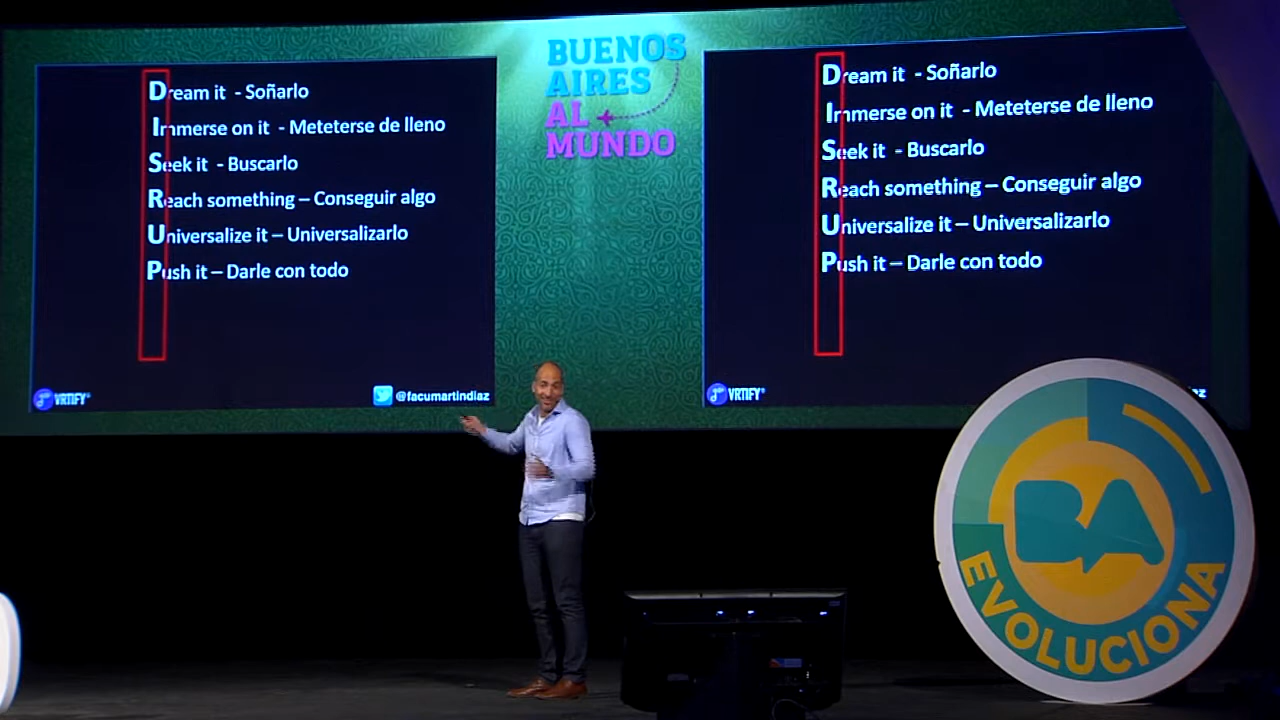 Dream it - Soñarlo
Immerse on it - Meteterse de lleno
Seek it - Buscarlo
Reach something – Conseguir algo
Universalize it – Universalizarlo
Push it – Darle con todo
VRTIFY
@facumartindiaz
BUENOS
AIRES
AL
MUNDO
Dream it - Soñarlo
Immerse on it - Meteterse de lleno
Seek it - Buscarlo
Reach something – Conseguir algo
Universalize it – Universalizarlo
Push it – Darle con todo
VRTIFY
az
BA
EVOLUCIONA